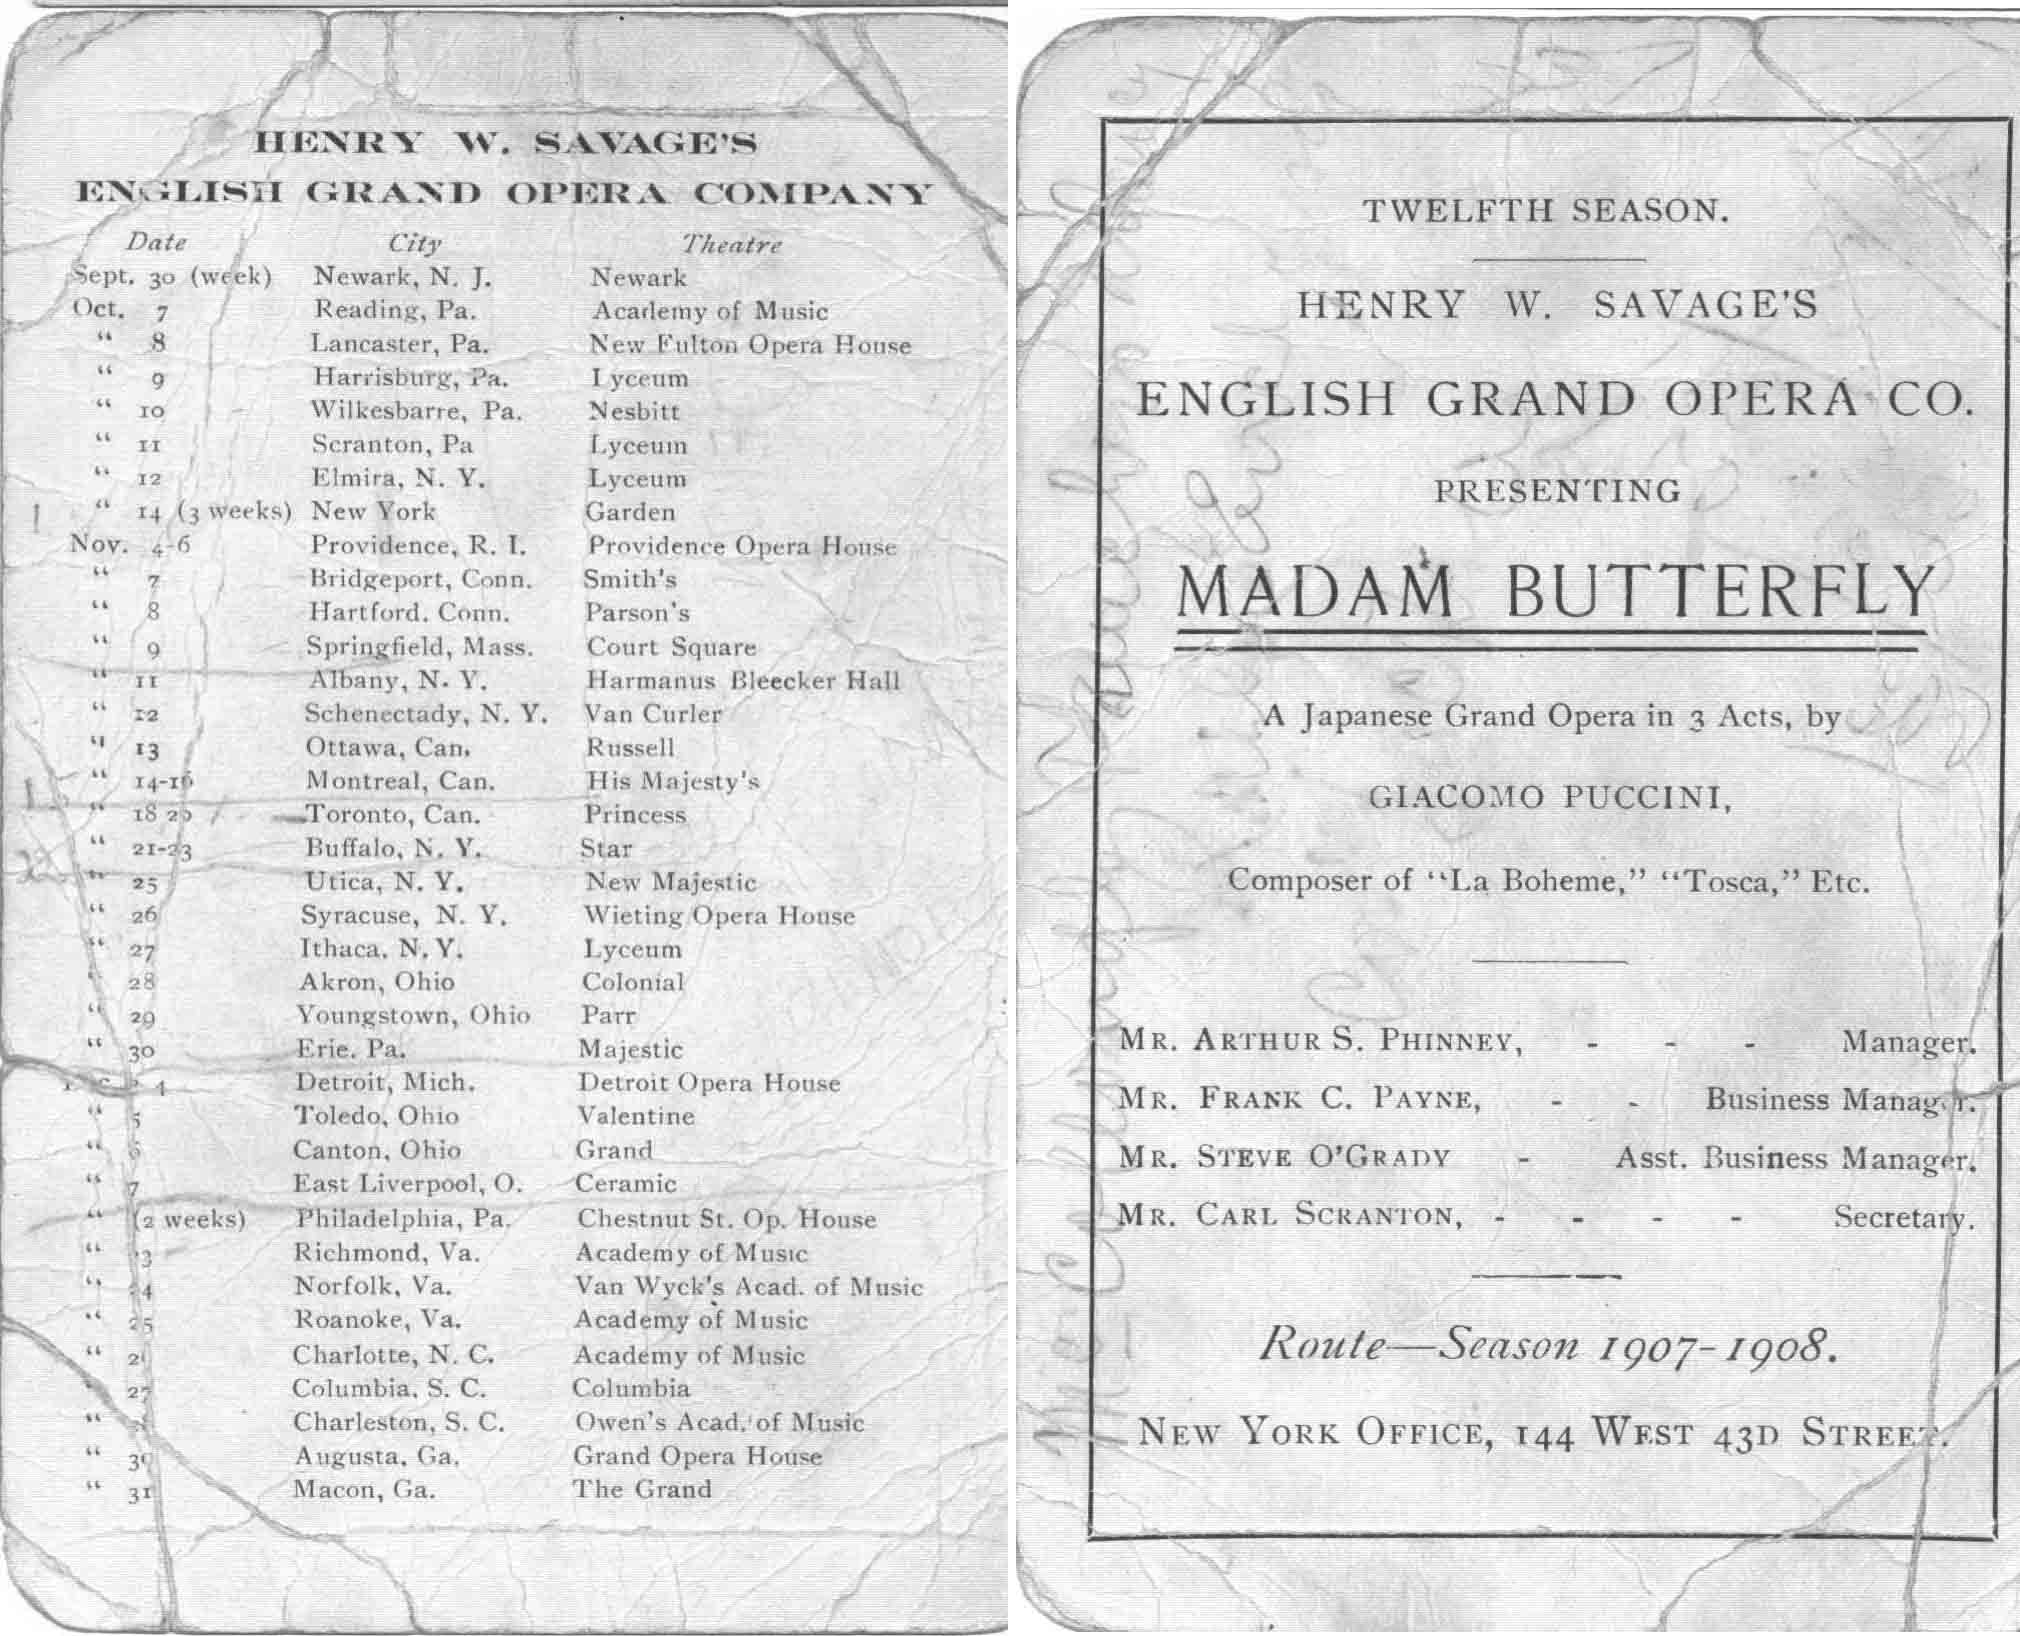 HENRY W. SAVAGE'S
ENGLISH GRAND OPERA COMPANY
Date City Theatre
Sept. 30 (week) Newark, N. J. Newark
Oct. 7 Reading, Pa. Academy of Music
“ 8 Lancaster, Pa. New Fulton Opera House
“ 9 Harrisburg, Pa. Lyceum
“ 10 Wilkesbarre, Pa. Nesbitt
“ 11 Scranton, Pa Lyceum
“ 12 Elmira, N. Y. Lyceum
“ 14 (3 weeks) New York Garden
Nov. 4-6 Providence, R. I. Providence Opera House
“ 7 Bridgeport, Conn. Smith's
“ 8 Hartford. Conn. Parson's
“ 9 Springfield, Mass. Court Square
“ 11 Albany, N. Y. Harmanus Bleecker Hall
“ 12 Schenectady, N. Y. Van Curler
“ 13 Ottawa, Can. Russell
“ 14-16 Montreal, Can. His Majesty's
“ 18 20 Toronto, Can. Princess
“ 21-23 Buffalo, N. Y. Star
“ 25 Utica, N. Y. New Majestic
“ 26 Syracuse, N. Y. Wieting Opera House
“ 27 Ithaca, N. Y. Lyceum
“ 28 Akron, Ohio Colonial
“ 29 Youngstown, Ohio Parr
“ 30 Erie. Pa. Majestic
4 Detroit, Mich. Detroit Opera House
“ 5 Toledo, Ohio Valentine
“ 6 Canton, Ohio Grand
“ 7 East Liverpool, O. Ceramic
“ (2 weeks) Philadelphia, Pa. Chestnut St. Op. House
“ Richmond, Va. Academy of Music
“ Norfolk, Va. Van Wyck's Acad. of Music
“ 25 Roanoke, Va. Academy of Music
“ Charlotte, N. C. Academy of Music
“ 27 Columbia, S. C. Columbia
“ Charleston, S. C. Owen's Acad. of Music
“ 30 Augusta, Ga. Grand Opera House
“ 31 Macon, Ga. The Grand
TWELFTH SEASON.
HENRY W. SAVAGE'S
ENGLISH GRAND OPERA CO.
PRESENTING
MADAM BUTTERFLY
A Japanese Grand Opera in 3 Acts, by
GIACOMO PUCCINI,
Composer of “La Boheme,” “Tosca,” Etc.
MR. ARTHUR S. PHINNEY, - - - Manager.
MR. FRANK C. PAYNE, - - Business Manager.
MR. STEVE O'GRADY - Asst. Business Manager.
MR. CARL SCRANTON, - - - - Secretary.
Route—Season 1907-1908.
NEW YORK OFFICE, 144 WEST 43D STREET.